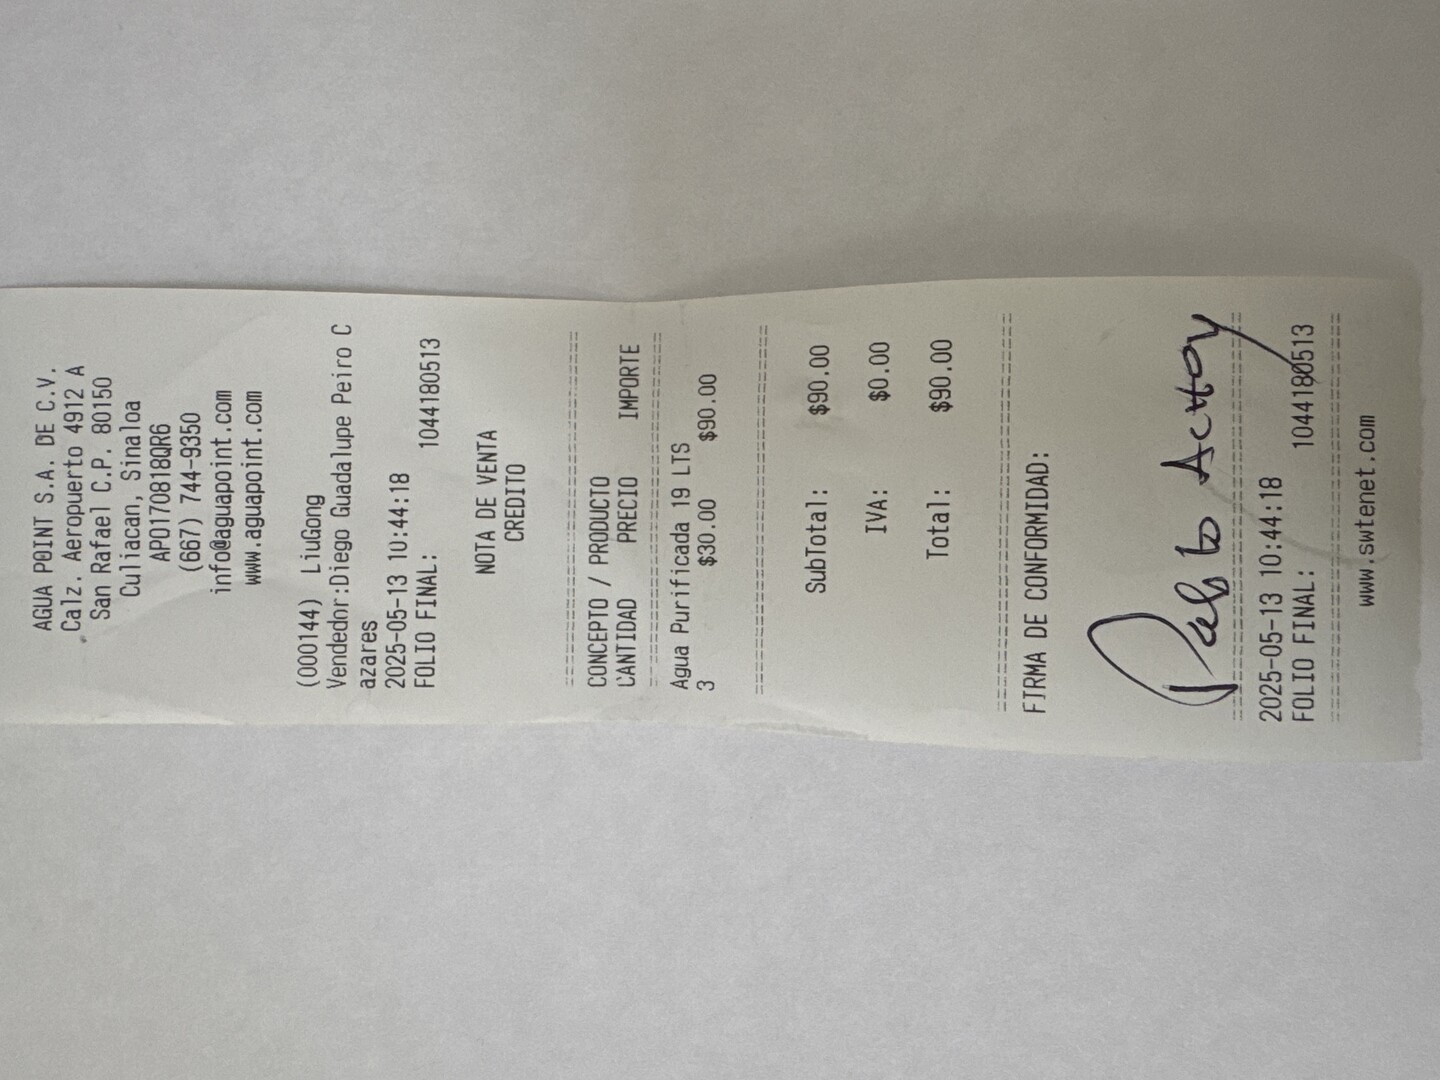 AGUA POINT S.A. DE C.V.
Calz. Aeropuerto 4912 A
San Rafael C.P. 80150
Culiacan, Sinaloa
APO170818QR6
(667) 744-9350
info@aguapoint.com
www.aguapoint.com
(000144) LiuGong
Vendedor:Diego Guadalupe Peiro C
azares
2025-05-13 10:44:18
FOLIO FINAL: 1044180513
NOTA DE VENTA
CREDITO
CONCEPTO / PRODUCTO
CANTIDAD PRECIO IMPORTE
Agua Purificada 19 LTS
3 $30.00 $90.00
SubTotal: $90.00
IVA: $0.00
Total: $90.00
FIRMA DE CONFORMIDAD:
Pablo
2025-05-13 10:44:18
FOLIO FINAL: 1044180513
www.swtenet.com